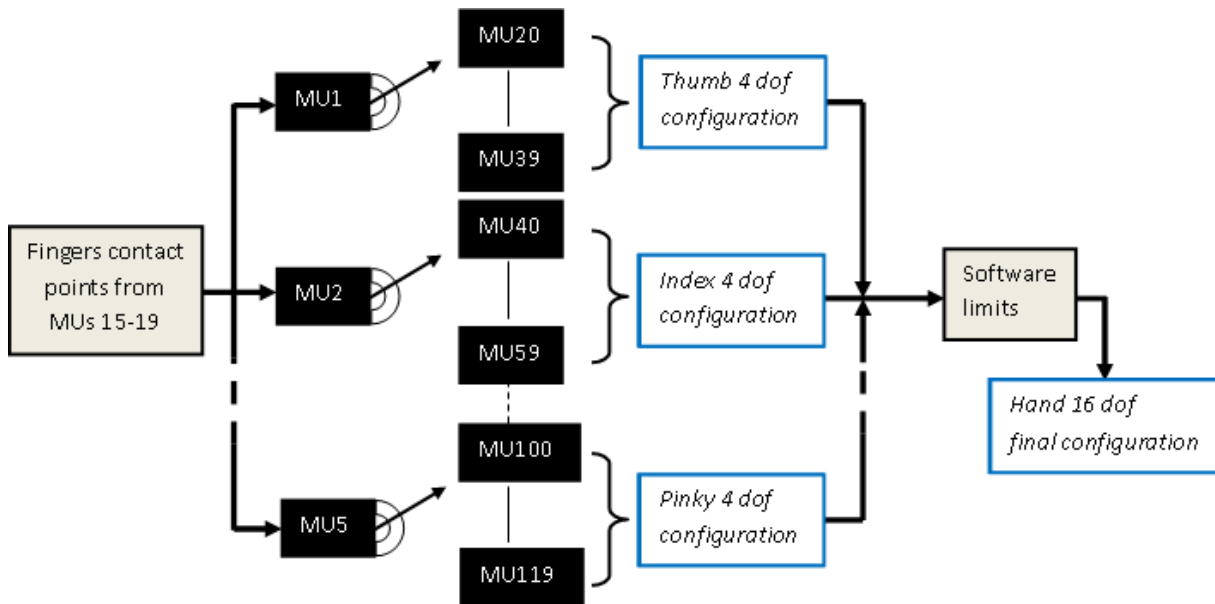 Fingers contact
points from
MUs 15-19
MU1
MU2
MU5
MU20
MU39
MU40
MU59
MU100
MU119
Thumb 4 dof
configuration
Index 4 dof
configuration
Pinky 4 dof
configuration
Software
limits
Hand 16 dof
final configuration